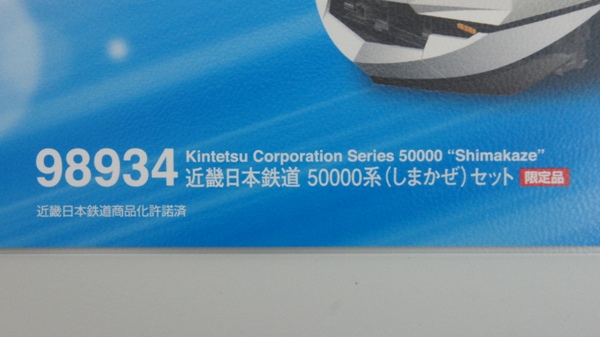 98934 Kintetsu Corporation Series 50000 “Shimakaze”
近畿日本鉄道 50000系(しまかぜ)セット 限定品
近畿日本鉄道商品化許諾済